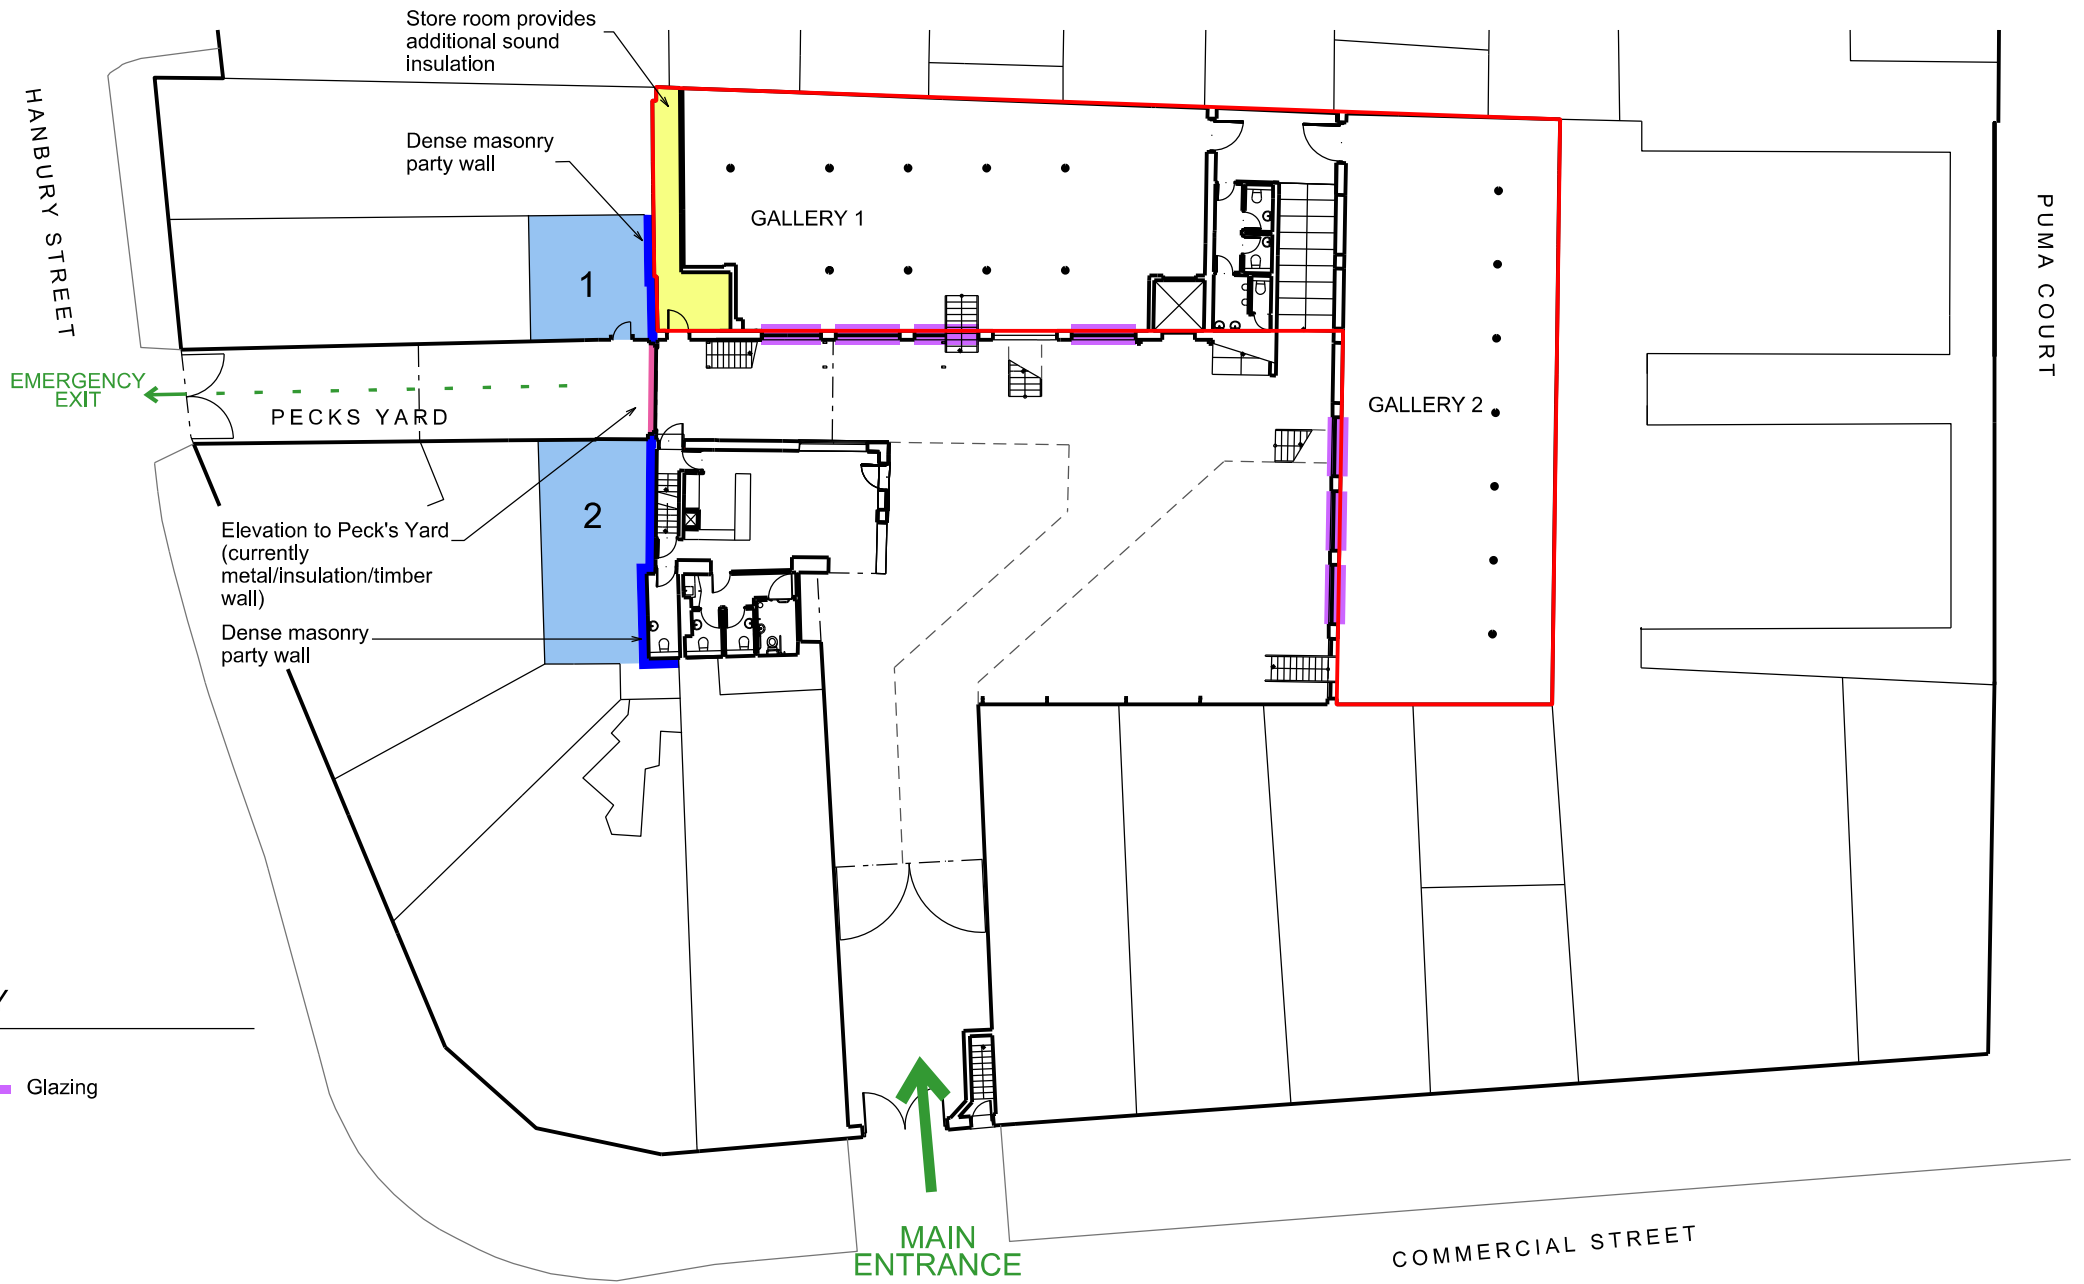 Store room provides
additional sound
insulation
HANBURY STREET
Dense masonry
party wall
GALLERY 1
PUMA COURT
1
EMERGENCY
EXIT
PECKS YARD
GALLERY 2
2
Elevation to Peck's Yard
(currently
metal/insulation/timber
wall)
Dense masonry
party wall
Glazing
MAIN
ENTRANCE
COMMERCIAL STREET